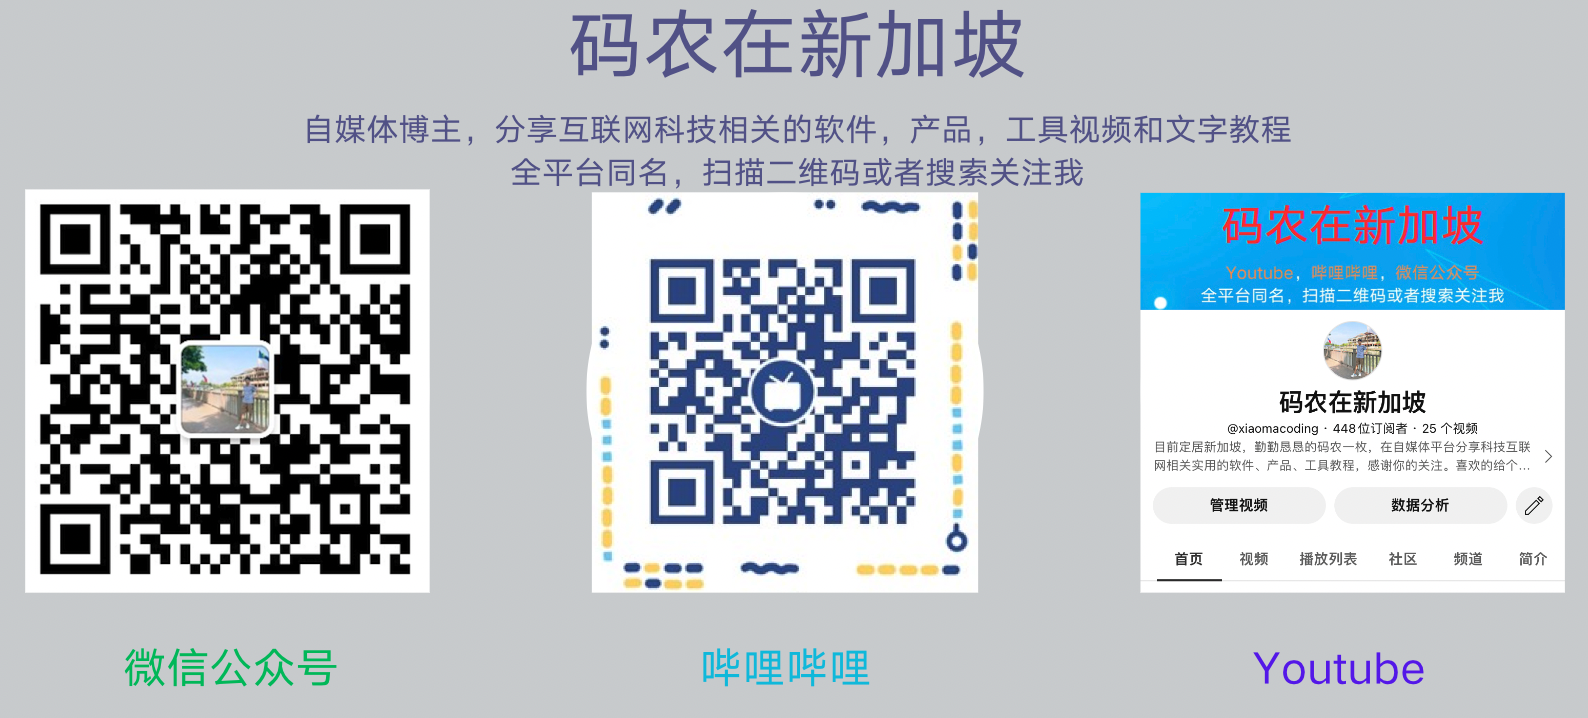 码农在新加坡
自媒体博主，分享互联网科技相关的软件，产品，工具视频和文字教程
全平台同名，扫描二维码或者搜索关注我
码农在新加坡
Youtube，哔哩哔哩，微信公众号
全平台同名，扫描二维码或者搜索关注我
码农在新加坡
@xiaomacoding · 448位订阅者 · 25 个视频
目前定居新加坡，勤勤恳恳的码农一枚，在自媒体平台分享科技互联
网相关实用的软件、产品、工具教程，感谢你的关注。喜欢的给个...
管理视频 数据分析
首页 视频 播放列表 社区 频道 简介
微信公众号 哔哩哔哩 Youtube